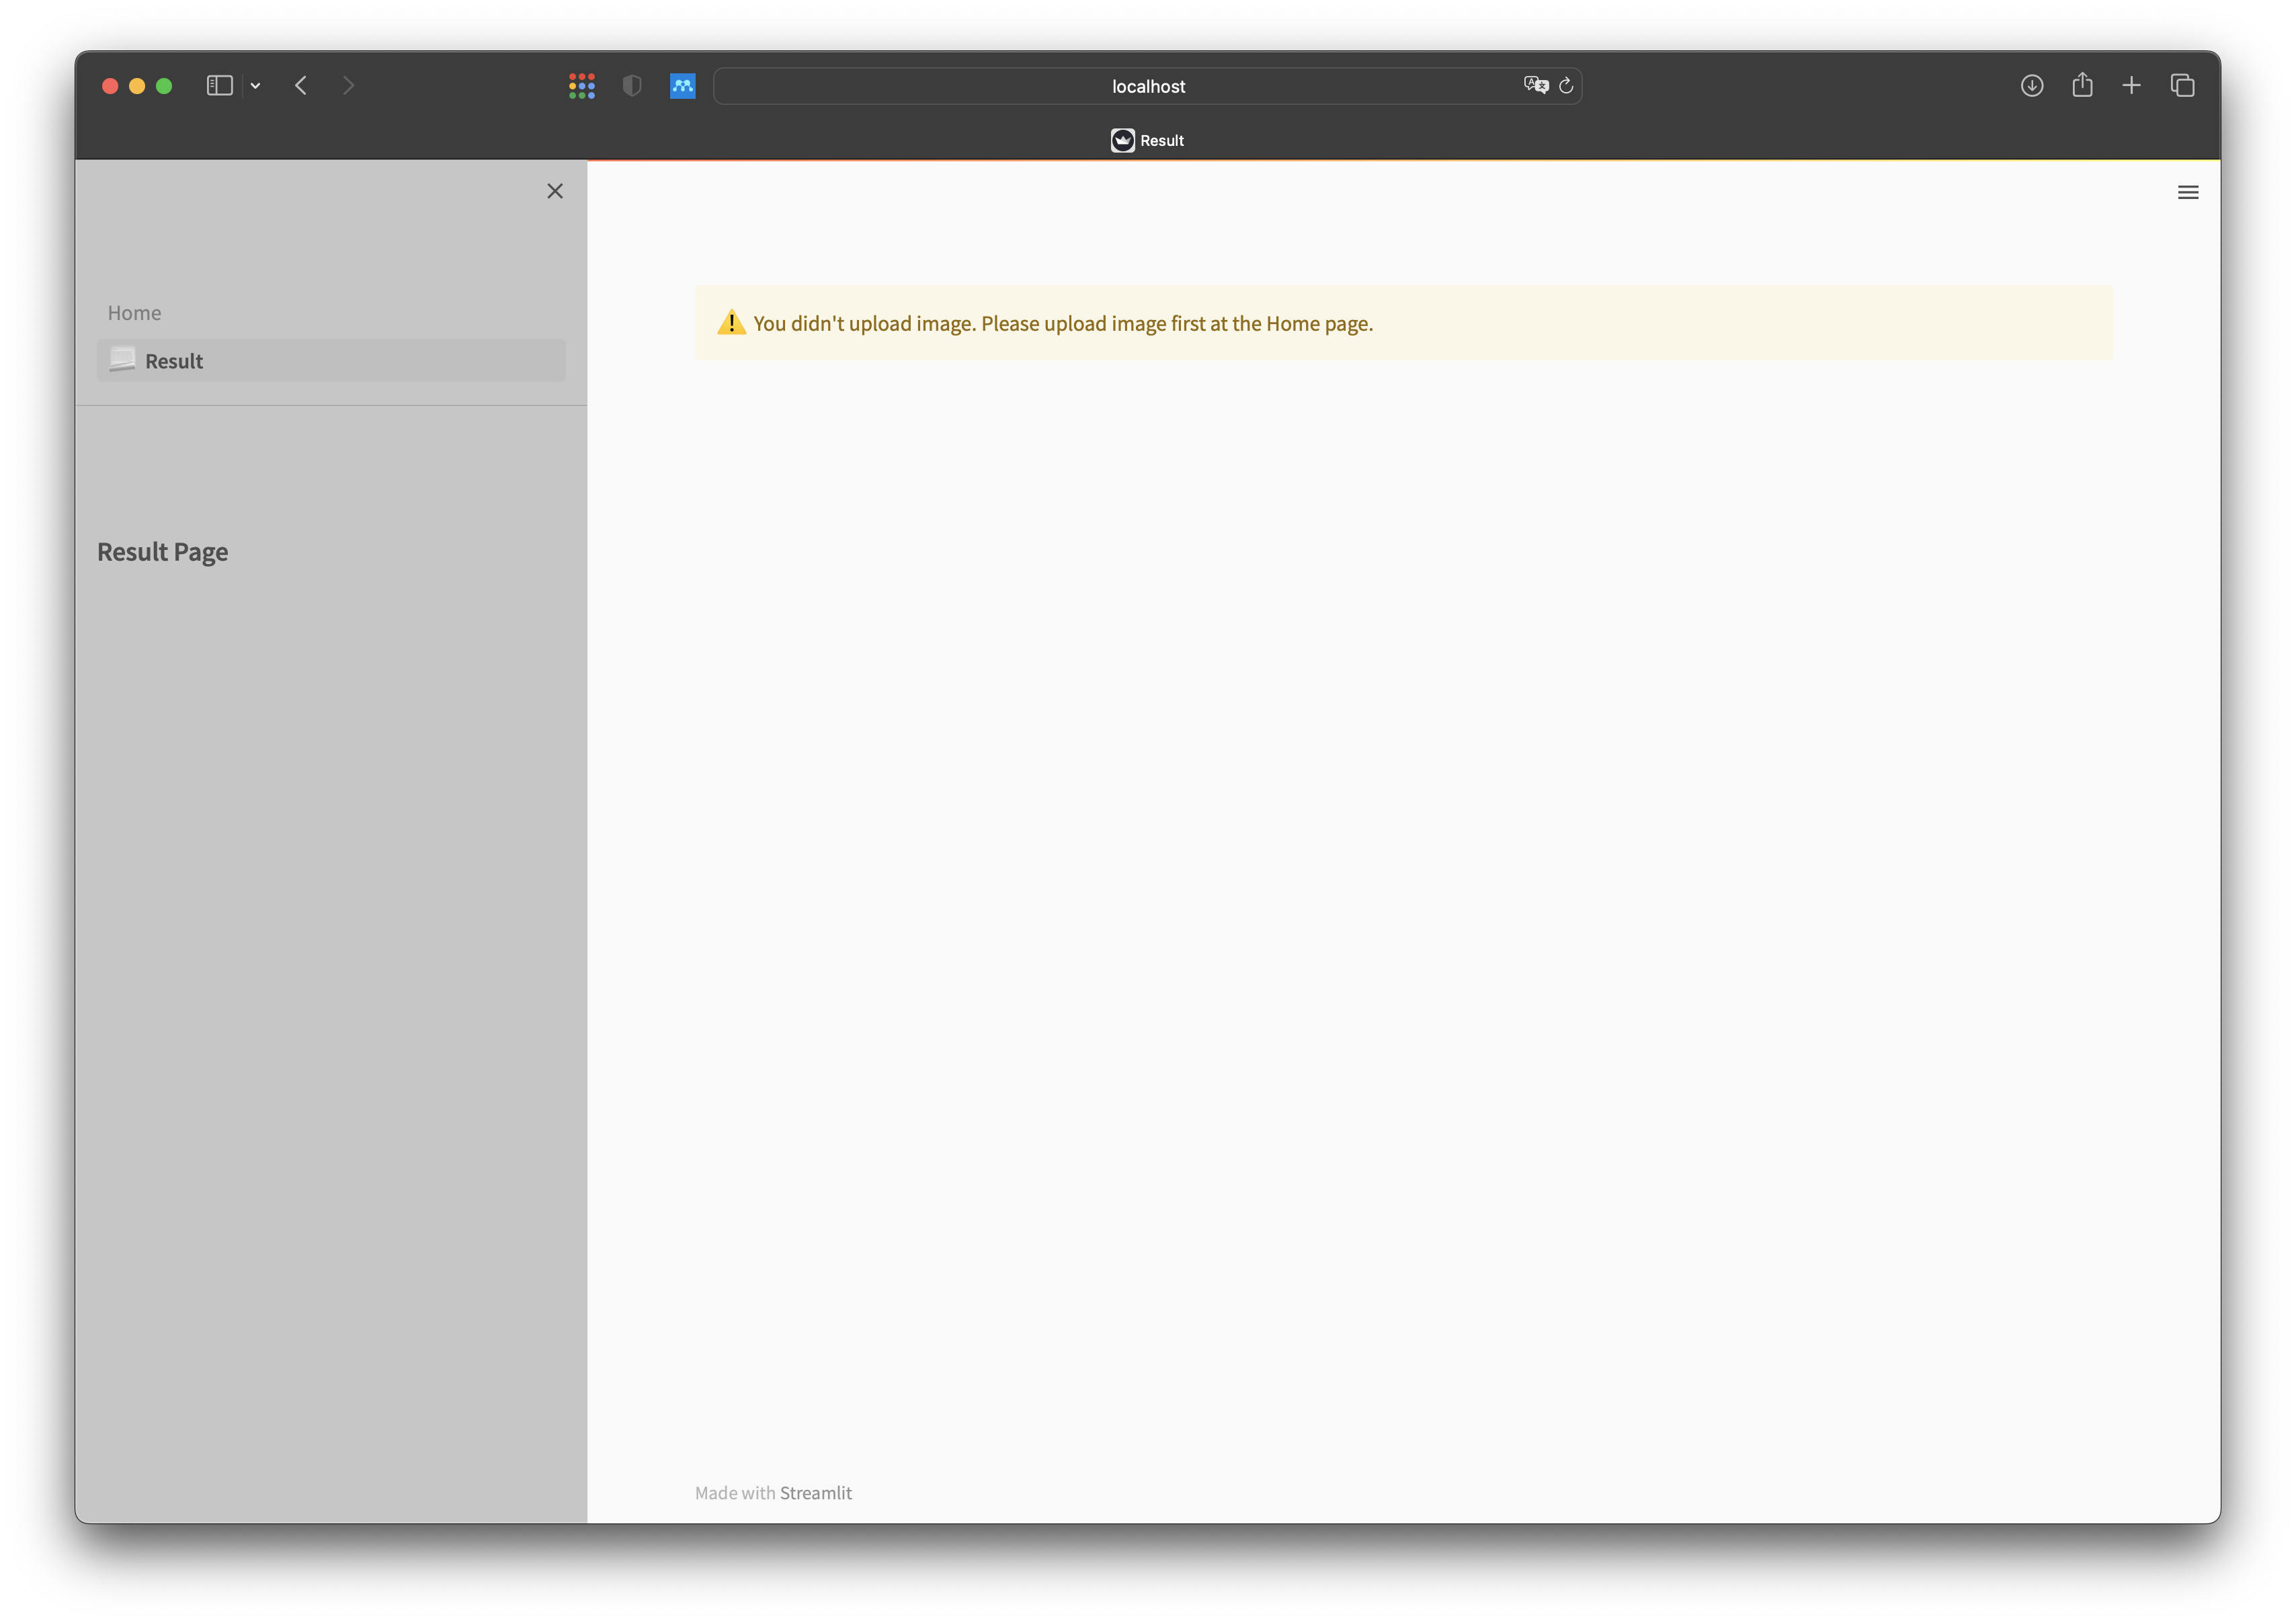 localhost
Result
Home
Result
Result Page
You didn't upload image. Please upload image first at the Home page.
Made with Streamlit